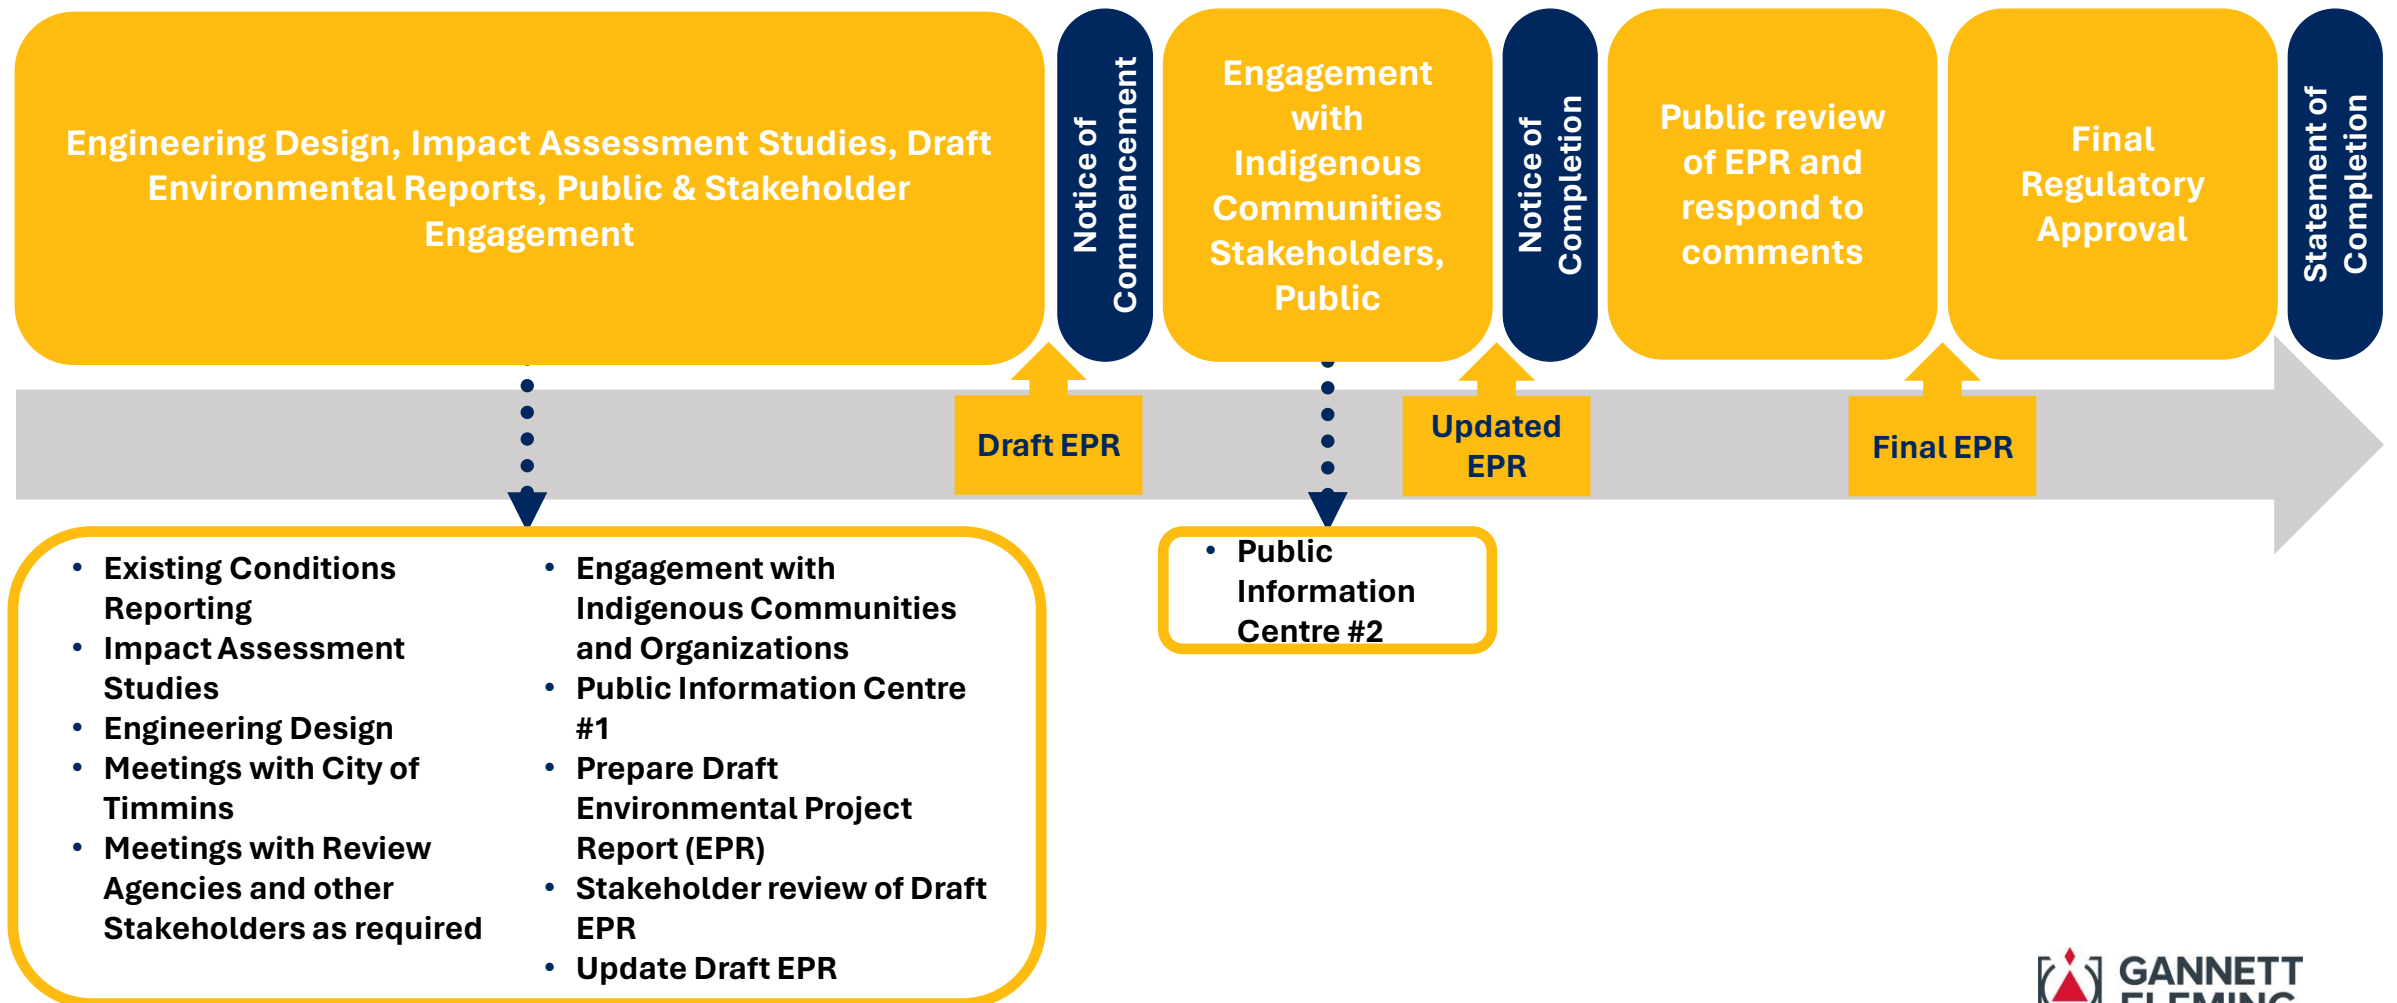 Engineering Design, Impact Assessment Studies, Draft
Environmental Reports, Public & Stakeholder
Engagement
Notice of
Commencement
Engagement
with
Indigenous
Communities
Stakeholders,
Public
Notice of
Completion
Public review
of EPR and
respond to
comments
Final
Regulatory
Approval
Statement of
Completion
Draft EPR
Updated
EPR
Final EPR
• Existing Conditions
Reporting
• Impact Assessment
Studies
• Engineering Design
• Meetings with City of
Timmins
• Meetings with Review
Agencies and other
Stakeholders as required
• Engagement with
Indigenous Communities
and Organizations
• Public Information Centre
#1
• Prepare Draft
Environmental Project
Report (EPR)
• Stakeholder review of Draft
EPR
• Update Draft EPR
• Public
Information
Centre #2
GANNETT
FLEMING